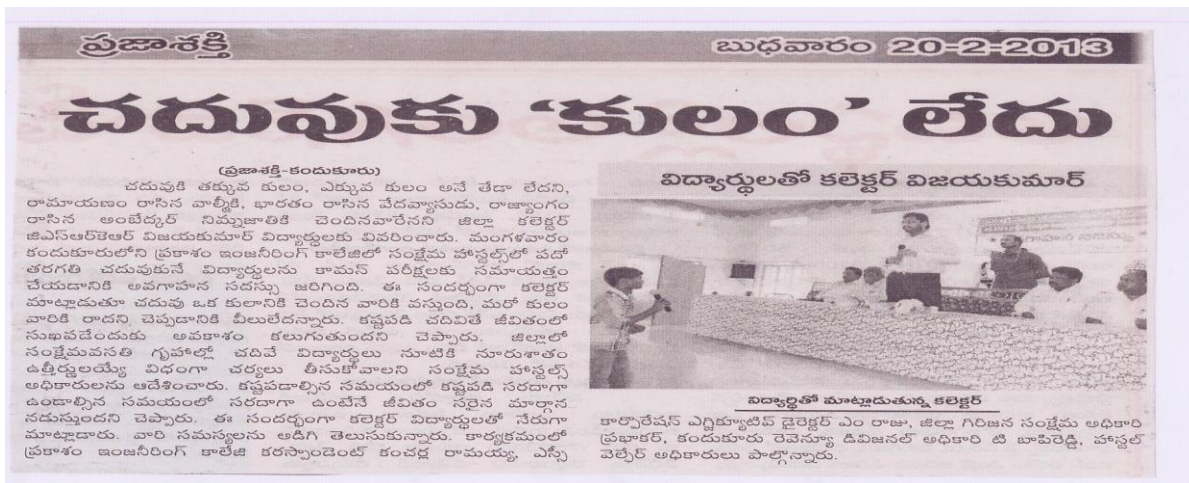 ప్రజాశక్తి
బుధవారం 20-2-2013
చదువుకు ‘కులం’ లేదు
(ప్రజాశక్తి-కందుకూరు)
చదువుకి తక్కువ కులం, ఎక్కువ కులం అనే తేడా లేదని,
రామాయణం రాసిన వాల్మీకి, భారతం రాసిన వేదవ్యాసుడు, రాజ్యాంగం
రాసిన అంబేద్కర్ నిమ్నజాతికి చెందినవారేనని జిల్లా కలెక్టర్
జిఎస్ఆర్‌కెఆర్ విజయకుమార్ విద్యార్థులకు వివరించారు. మంగళవారం
కందుకూరులోని ప్రకాశం ఇంజనీరింగ్ కాలేజిలో సంక్షేమ హాస్టల్స్‌లో పదో
తరగతి చదువుకునే విద్యార్థులను కామన్ పరీక్షలకు సమాయత్తం
చేయడానికి అవగాహన సదస్సు జరిగింది. ఈ సందర్భంగా కలెక్టర్
మాట్లాడుతూ చదువు ఒక కులానికి చెందిన వారికి వస్తుంది, మరో కులం
వారికి రాదని చెప్పడానికి వీలులేదన్నారు. కష్టపడి చదివితే జీవితంలో
సుఖపడేందుకు అవకాశం కలుగుతుందని చెప్పారు. జిల్లాలో
సంక్షేమవసతి గృహాల్లో చదివే విద్యార్థులు నూటికి నూరుశాతం
ఉత్తీర్ణులయ్యే విధంగా చర్యలు తీసుకోవాలని సంక్షేమ హాస్టల్స్
అధికారులను ఆదేశించారు. కష్టపడాల్సిన సమయంలో కష్టపడి సరదాగా
ఉండాల్సిన సమయంలో సరదాగా ఉంటేనే జీవితం సరైన మార్గాన
నడుస్తుందని చెప్పారు. ఈ సందర్భంగా కలెక్టర్ విద్యార్థులతో నేరుగా
మాట్లాడారు. వారి సమస్యలను అడిగి తెలుసుకున్నారు. కార్యక్రమంలో
ప్రకాశం ఇంజనీరింగ్ కాలేజి కరస్పాండెంట్ కంచర్ల రామయ్య, ఎస్సీ
విద్యార్థులతో కలెక్టర్ విజయకుమార్
విద్యార్థితో మాట్లాడుతున్న కలెక్టర్
కార్పొరేషన్ ఎగ్జిక్యూటివ్ డైరెక్టర్ ఎం రాజు, జిల్లా గిరిజన సంక్షేమ అధికారి
ప్రభాకర్, కందుకూరు రెవెన్యూ డివిజనల్ అధికారి టి బాపిరెడ్డి, హాస్టల్
వెల్ఫేర్ అధికారులు పాల్గొన్నారు.